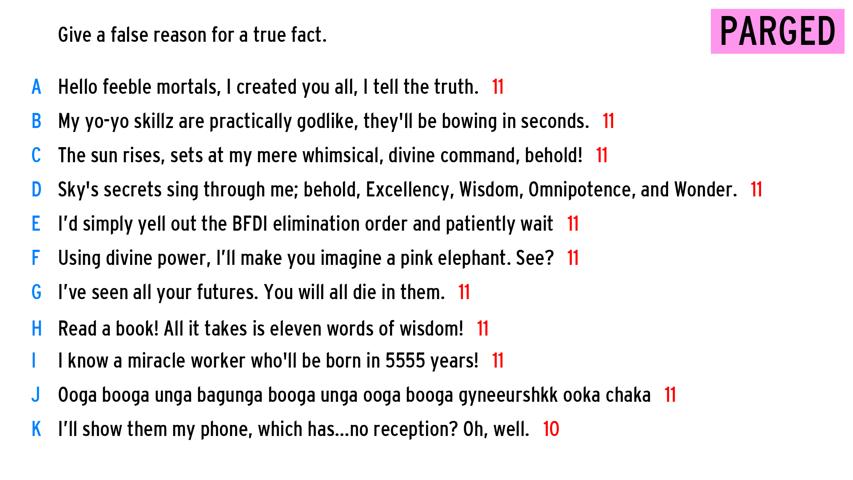 Give a false reason for a true fact.
PARGED
A Hello feeble mortals, I created you all, I tell the truth. 11
B My yo-yo skillz are practically godlike, they'll be bowing in seconds. 11
C The sun rises, sets at my mere whimsical, divine command, behold! 11
D Sky's secrets sing through me; behold, Excellency, Wisdom, Omnipotence, and Wonder. 11
E I’d simply yell out the BFDI elimination order and patiently wait 11
F Using divine power, I’ll make you imagine a pink elephant. See? 11
G I’ve seen all your futures. You will all die in them. 11
H Read a book! All it takes is eleven words of wisdom! 11
I I know a miracle worker who'll be born in 5555 years! 11
J Ooga booga unga bagunga booga unga ooga booga gyneeurshkk ooka chaka 11
K I’ll show them my phone, which has...no reception? Oh, well. 10